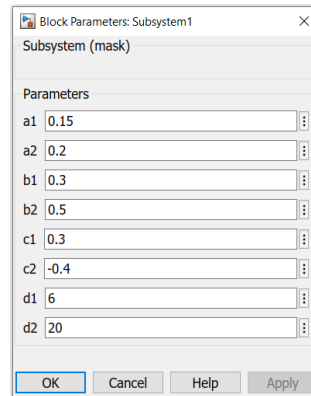 Block Parameters: Subsystem1
Subsystem (mask)
Parameters
a1 0.15
a2 0.2
b1 0.3
b2 0.5
c1 0.3
c2 -0.4
d1 6
d2 20
OK Cancel Help Apply